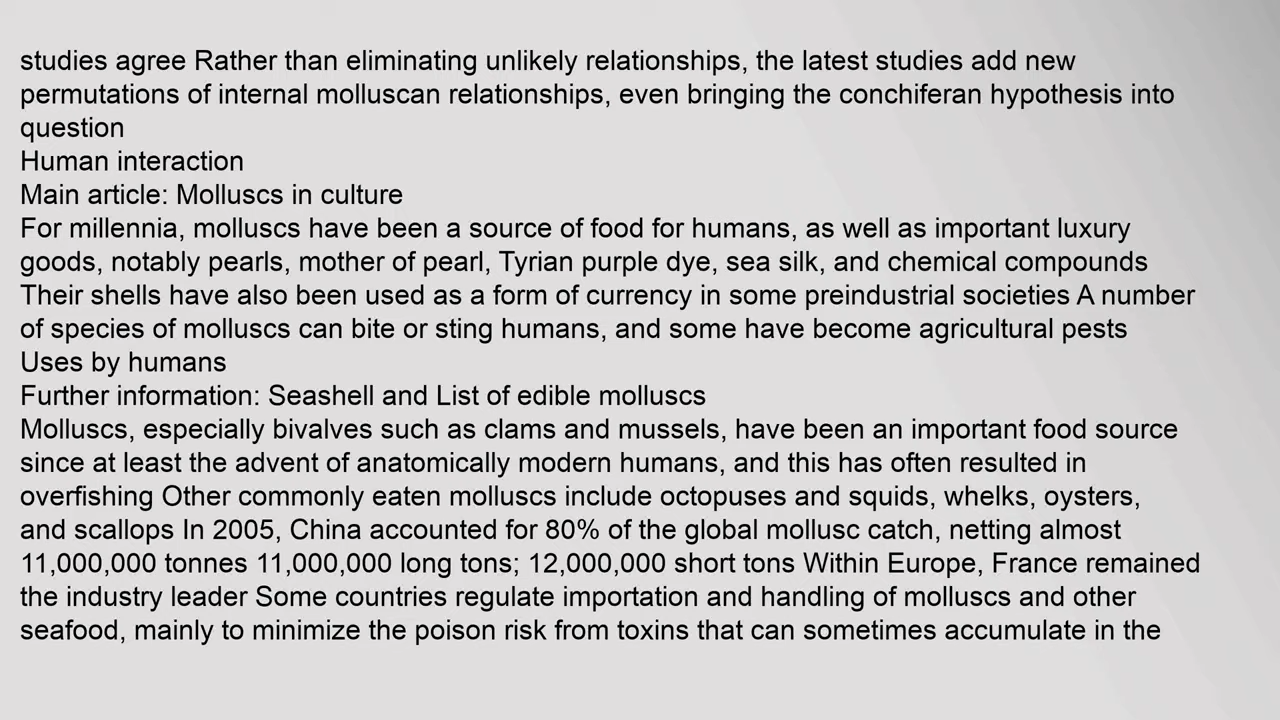 studies agree Rather than eliminating unlikely relationships, the latest studies add new
permutations of internal molluscan relationships, even bringing the conchiferan hypothesis into
question
Human interaction
Main article: Molluscs in culture
For millennia, molluscs have been a source of food for humans, as well as important luxury
goods, notably pearls, mother of pearl, Tyrian purple dye, sea silk, and chemical compounds
Their shells have also been used as a form of currency in some preindustrial societies A number
of species of molluscs can bite or sting humans, and some have become agricultural pests
Uses by humans
Further information: Seashell and List of edible molluscs
Molluscs, especially bivalves such as clams and mussels, have been an important food source
since at least the advent of anatomically modern humans, and this has often resulted in
overfishing Other commonly eaten molluscs include octopuses and squids, whelks, oysters,
and scallops In 2005, China accounted for 80% of the global mollusc catch, netting almost
11,000,000 tonnes 11,000,000 long tons; 12,000,000 short tons Within Europe, France remained
the industry leader Some countries regulate importation and handling of molluscs and other
seafood, mainly to minimize the poison risk from toxins that can sometimes accumulate in the